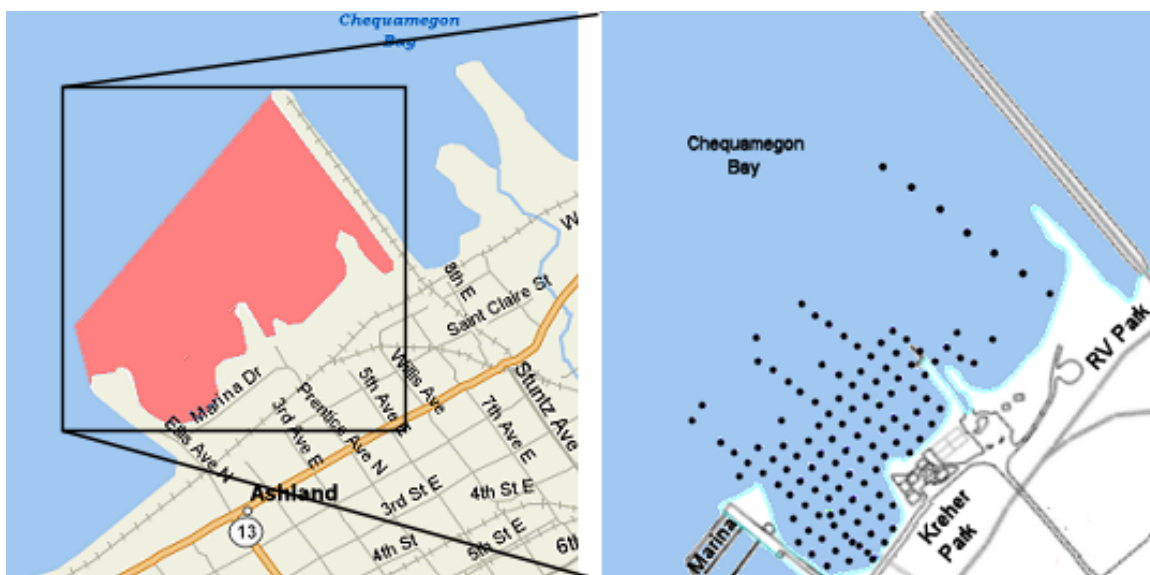 Chequamegon
Bay
W
8th E
Saint Claire St
Marina Dr
Willis Ave
Stuntz Ave
Ellis Ave N
Prentice Ave N
3rd Ave E
5th Ave E
7th Ave E
Ashland
13
3rd St E
4th St E
4th St
5th St E
6th
Chequamegon
Bay
RV Park
Kreher
Park
Marina